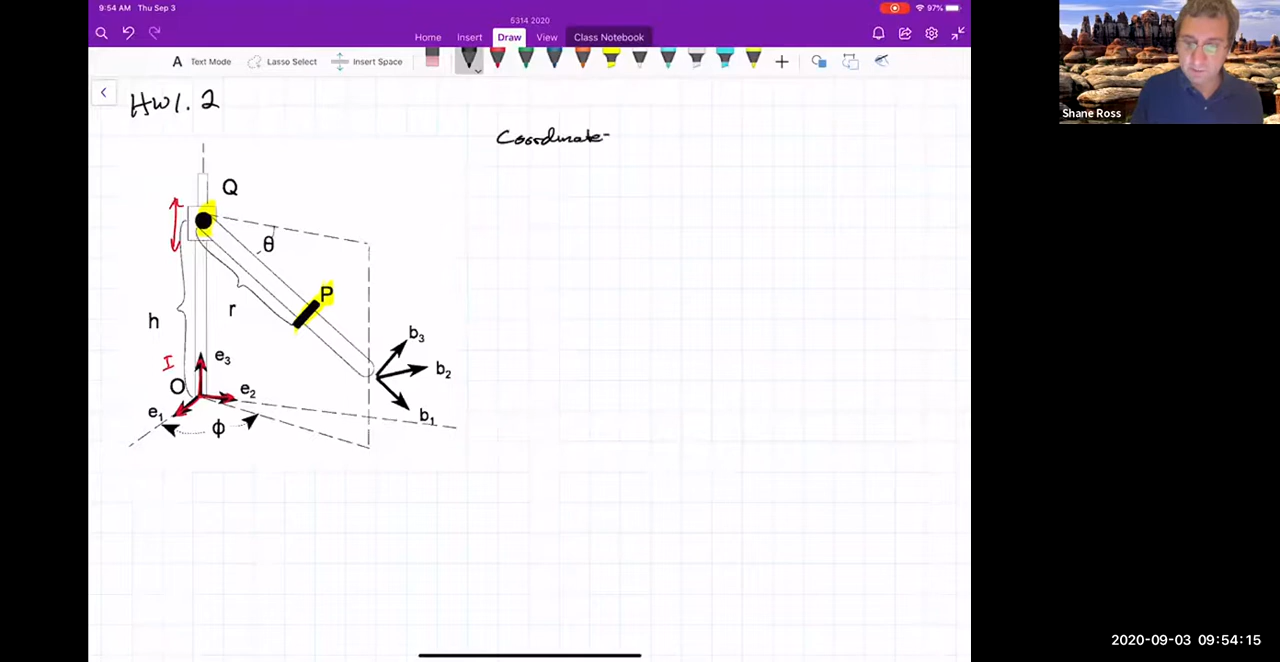 9:54 AM Thu Sep 3
97%
5314 2020
Home Insert Draw View Class Notebook
A Text Mode Lasso Select Insert Space
HW1.2
Coordinate-
Q
θ
P
r
h
b₃
I
e₃
b₂
O
e₂
e₁
b₁
ϕ
Shane Ross
2020-09-03 09:54:15